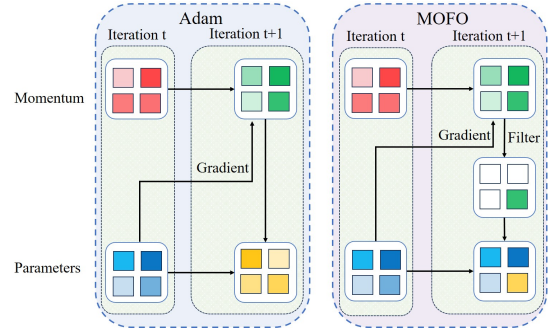 Adam
MOFO
Iteration t
Iteration t+1
Iteration t
Iteration t+1
Momentum
Gradient
Gradient
Filter
Parameters